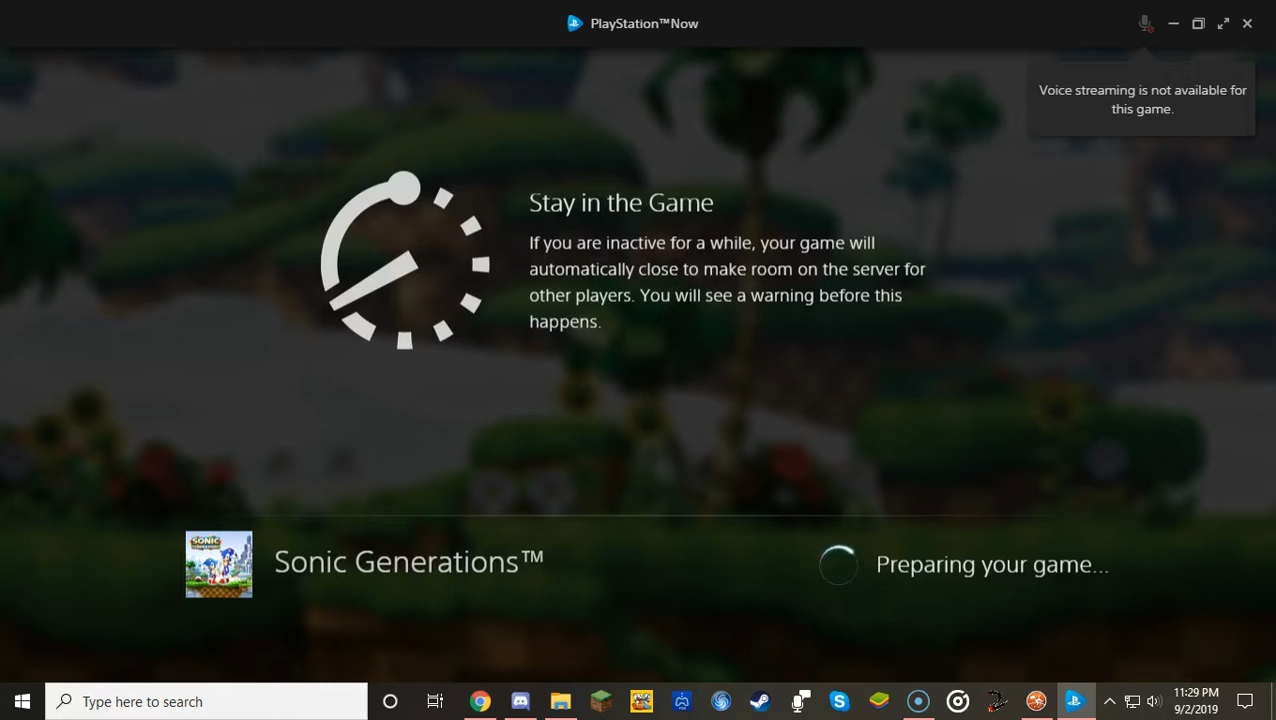 PlayStation™Now
Voice streaming is not available for
this game.
Stay in the Game
If you are inactive for a while, your game will
automatically close to make room on the server for
other players. You will see a warning before this
happens.
SONIC
GENERATIONS
Sonic Generations™
Preparing your game...
Type here to search
11:29 PM
9/2/2019